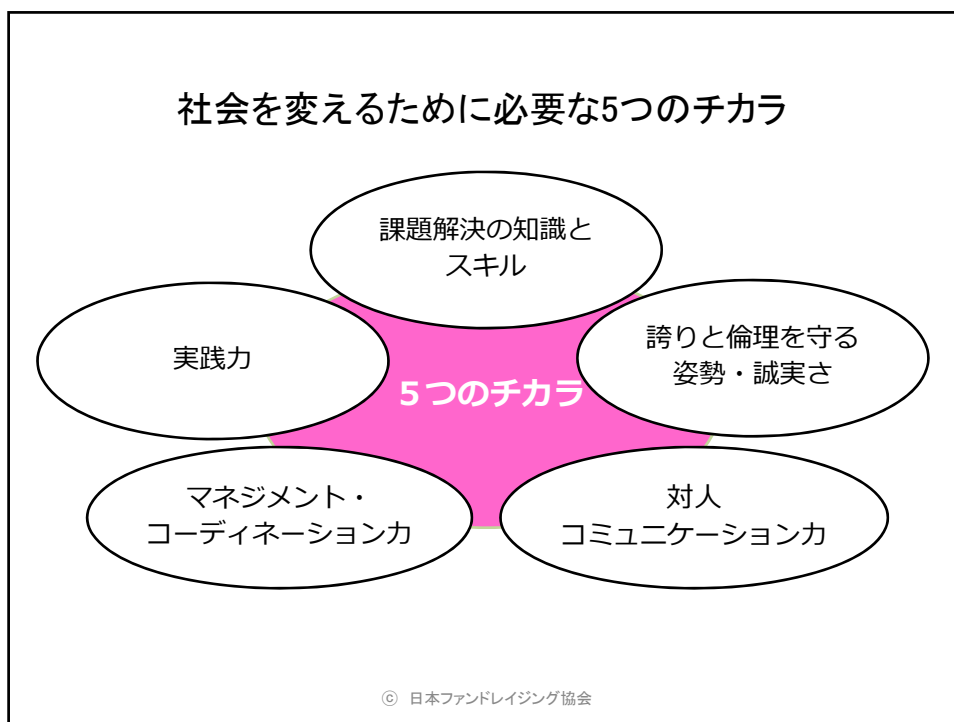 社会を変えるために必要な5つのチカラ
課題解決の知識と
スキル
実践力
誇りと倫理を守る
姿勢・誠実さ
５つのチカラ
マネジメント・
コーディネーション力
対人
コミュニケーション力
ⓒ 日本ファンドレイジング協会